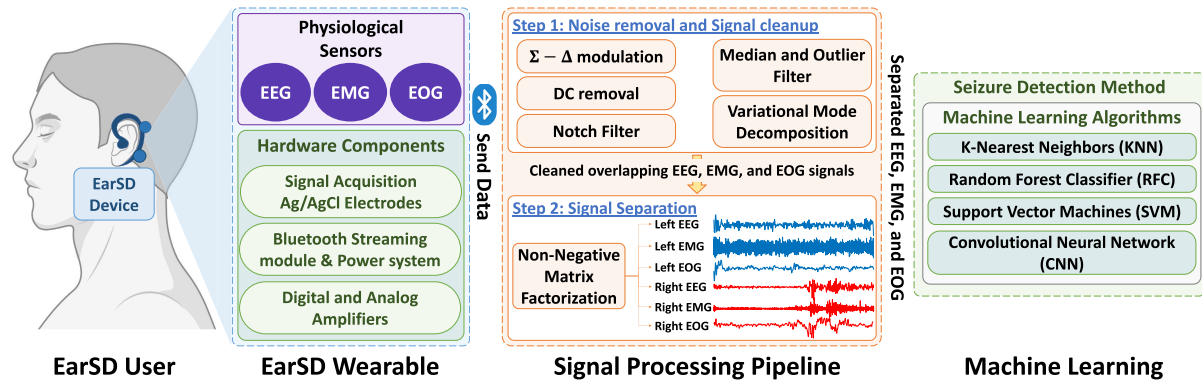 EarSD
Device
EarSD User
Physiological
Sensors
EEG
EMG
EOG
Hardware Components
Signal Acquisition
Ag/AgCl Electrodes
Bluetooth Streaming
module & Power system
Digital and Analog
Amplifiers
EarSD Wearable
Send Data
Step 1: Noise removal and Signal cleanup
Σ − Δ modulation
DC removal
Notch Filter
Median and Outlier
Filter
Variational Mode
Decomposition
Cleaned overlapping EEG, EMG, and EOG signals
Step 2: Signal Separation
Non-Negative
Matrix
Factorization
Left EEG
Left EMG
Left EOG
Right EEG
Right EMG
Right EOG
Signal Processing Pipeline
Separated EEG, EMG, and EOG
Seizure Detection Method
Machine Learning Algorithms
K-Nearest Neighbors (KNN)
Random Forest Classifier (RFC)
Support Vector Machines (SVM)
Convolutional Neural Network
(CNN)
Machine Learning